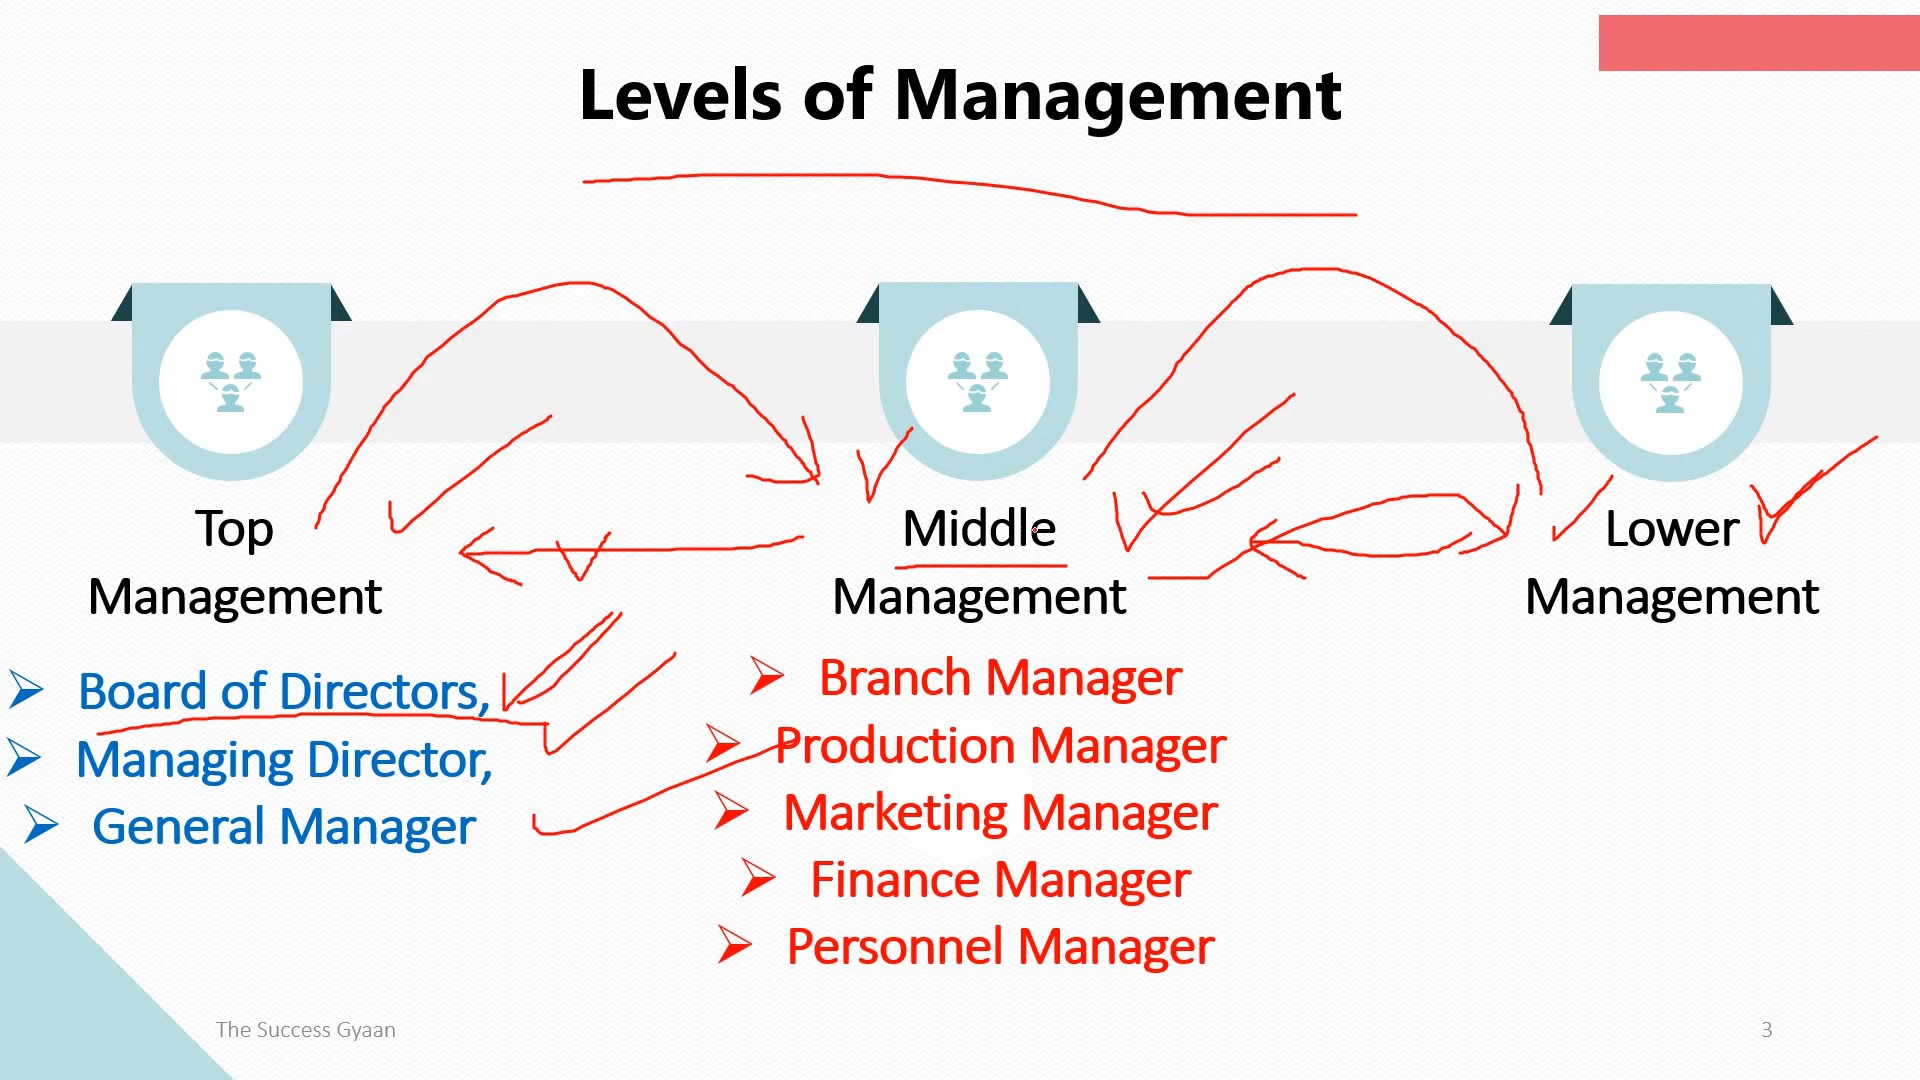 Levels of Management
Top
Management
Board of Directors,
Managing Director,
General Manager
Middle
Management
Branch Manager
Production Manager
Marketing Manager
Finance Manager
Personnel Manager
Lower
Management
The Success Gyaan
3